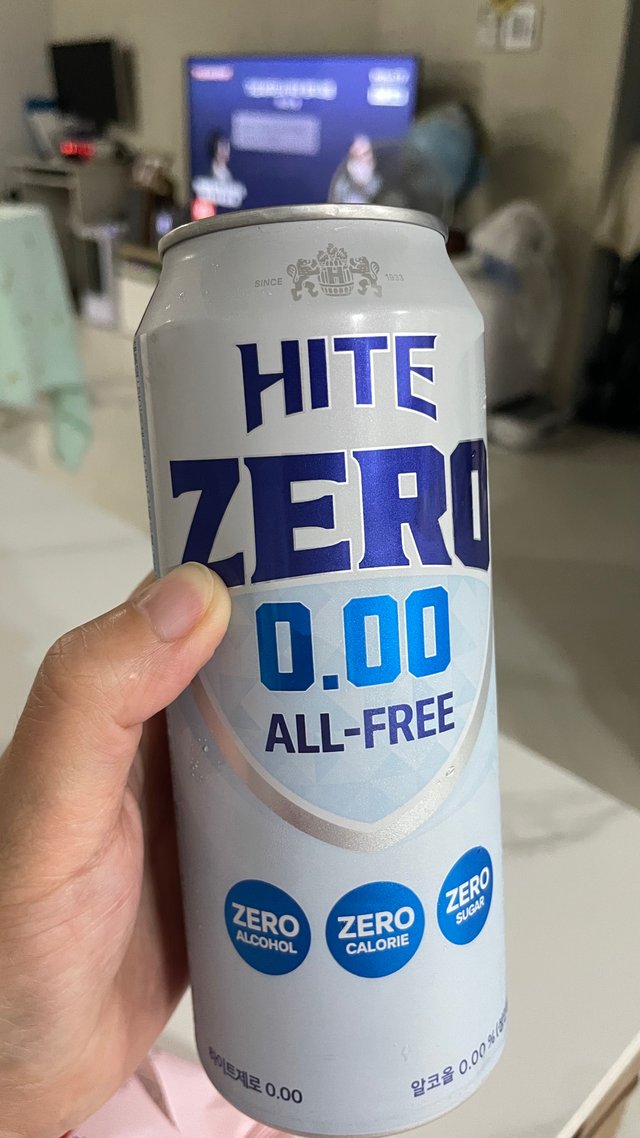 SINCE 1933
HITE
ZERO
0.00
ALL-FREE
ZERO ALCOHOL
ZERO CALORIE
ZERO SUGAR
하이트제로 0.00
알코올 0.00 %